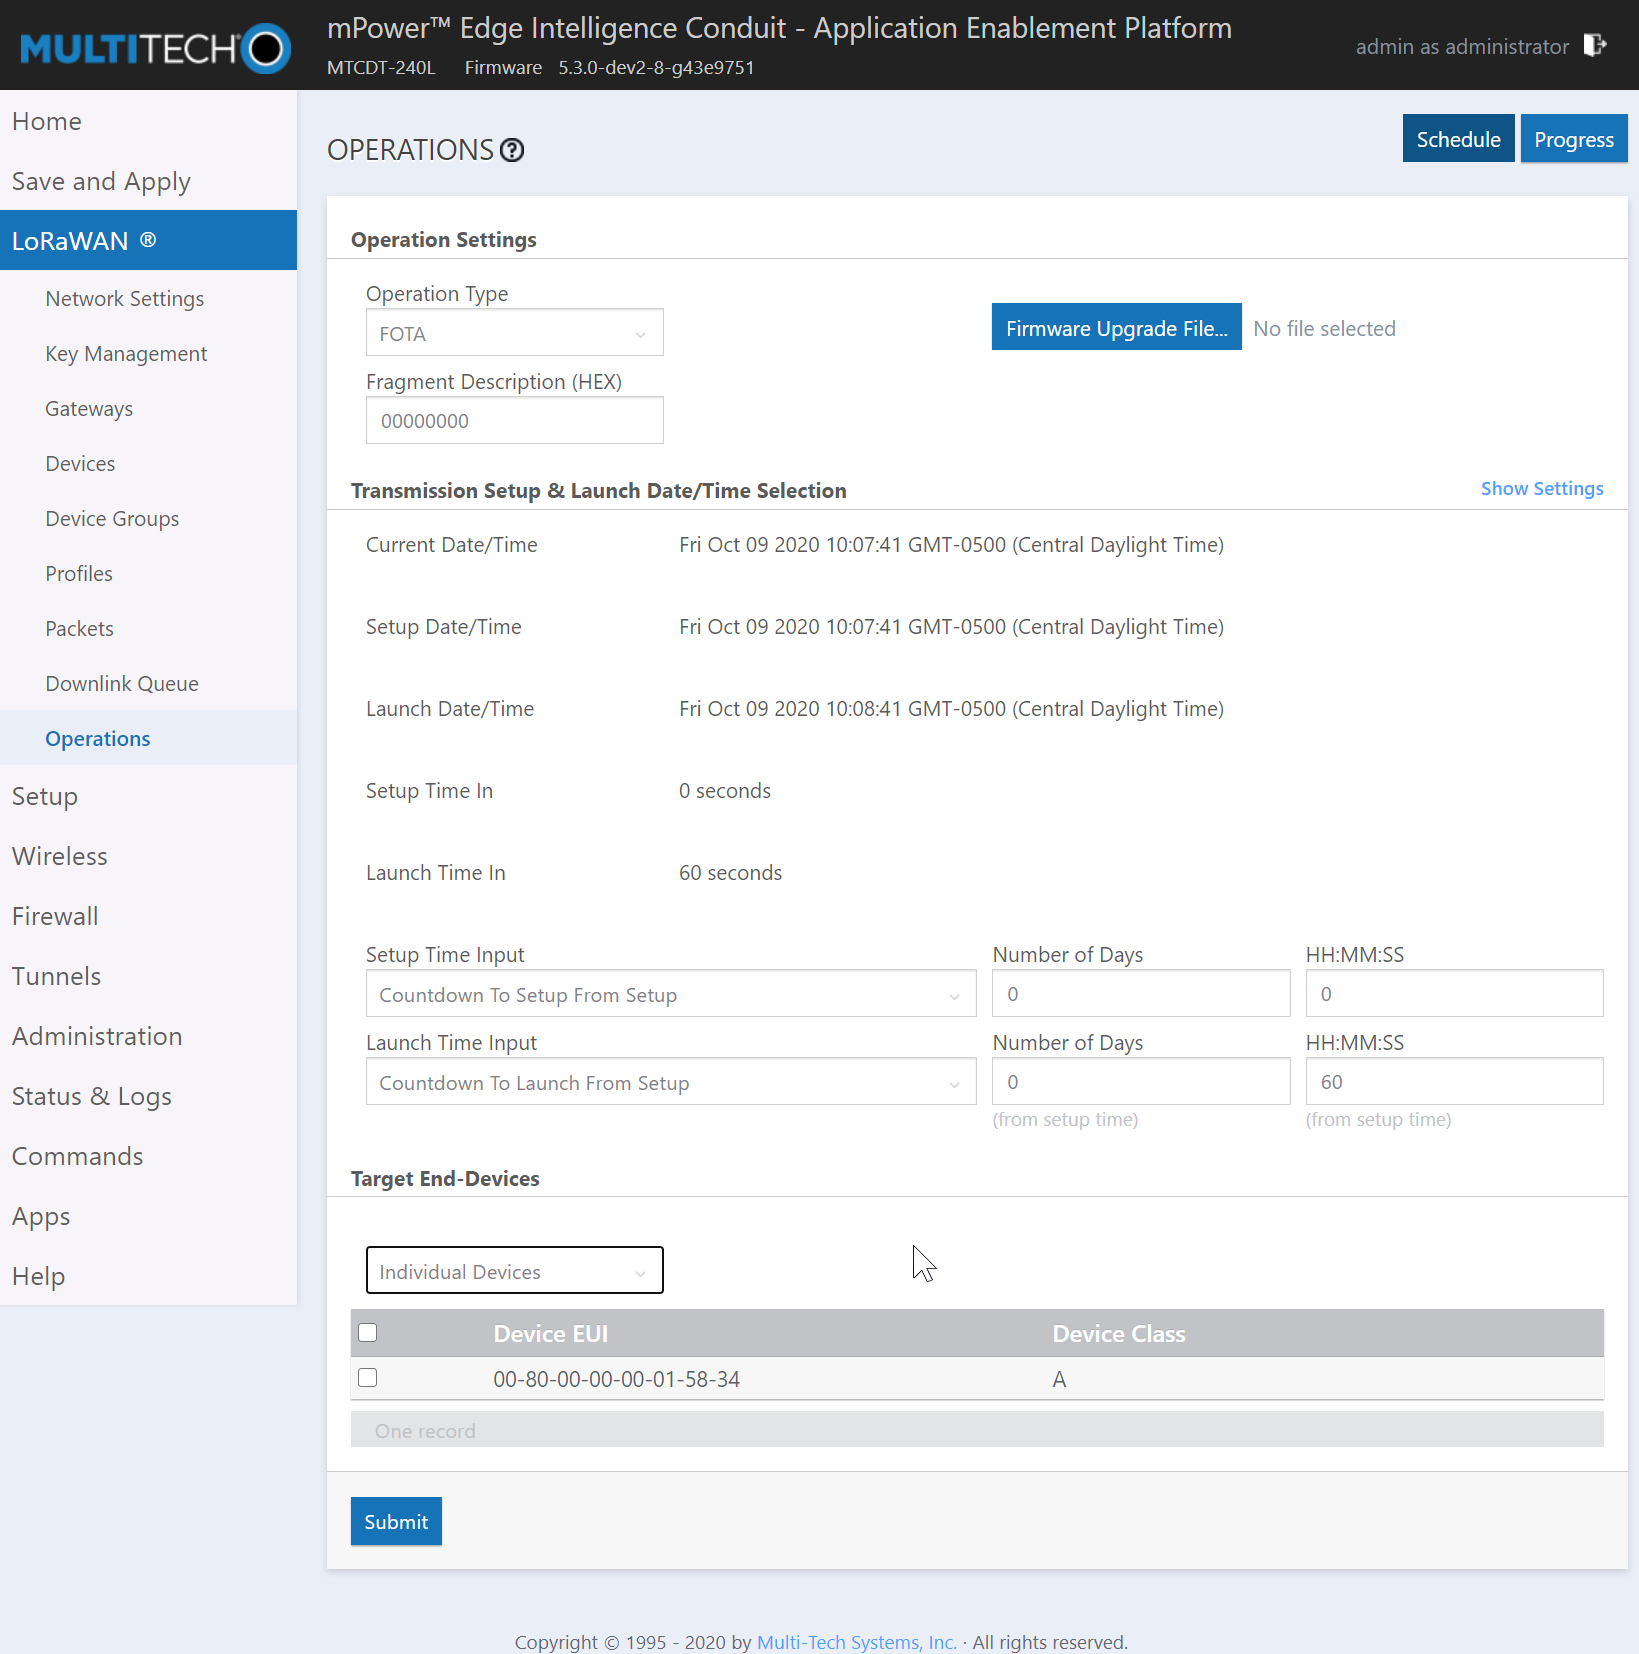 MULTITECH
mPower™ Edge Intelligence Conduit - Application Enablement Platform
MTCDT-240L Firmware 5.3.0-dev2-8-g43e9751
admin as administrator
Home
Save and Apply
LoRaWAN ®
Network Settings
Key Management
Gateways
Devices
Device Groups
Profiles
Packets
Downlink Queue
Operations
Setup
Wireless
Firewall
Tunnels
Administration
Status & Logs
Commands
Apps
Help
OPERATIONS ?
Schedule Progress
Operation Settings
Operation Type
FOTA
Firmware Upgrade File... No file selected
Fragment Description (HEX)
00000000
Transmission Setup & Launch Date/Time Selection Show Settings
Current Date/Time Fri Oct 09 2020 10:07:41 GMT-0500 (Central Daylight Time)
Setup Date/Time Fri Oct 09 2020 10:07:41 GMT-0500 (Central Daylight Time)
Launch Date/Time Fri Oct 09 2020 10:08:41 GMT-0500 (Central Daylight Time)
Setup Time In 0 seconds
Launch Time In 60 seconds
Setup Time Input Number of Days HH:MM:SS
Countdown To Setup From Setup 0 0
Launch Time Input Number of Days HH:MM:SS
Countdown To Launch From Setup 0 60
(from setup time) (from setup time)
Target End-Devices
Individual Devices
Device EUI Device Class
00-80-00-00-00-01-58-34 A
One record
Submit
Copyright © 1995 - 2020 by Multi-Tech Systems, Inc. · All rights reserved.